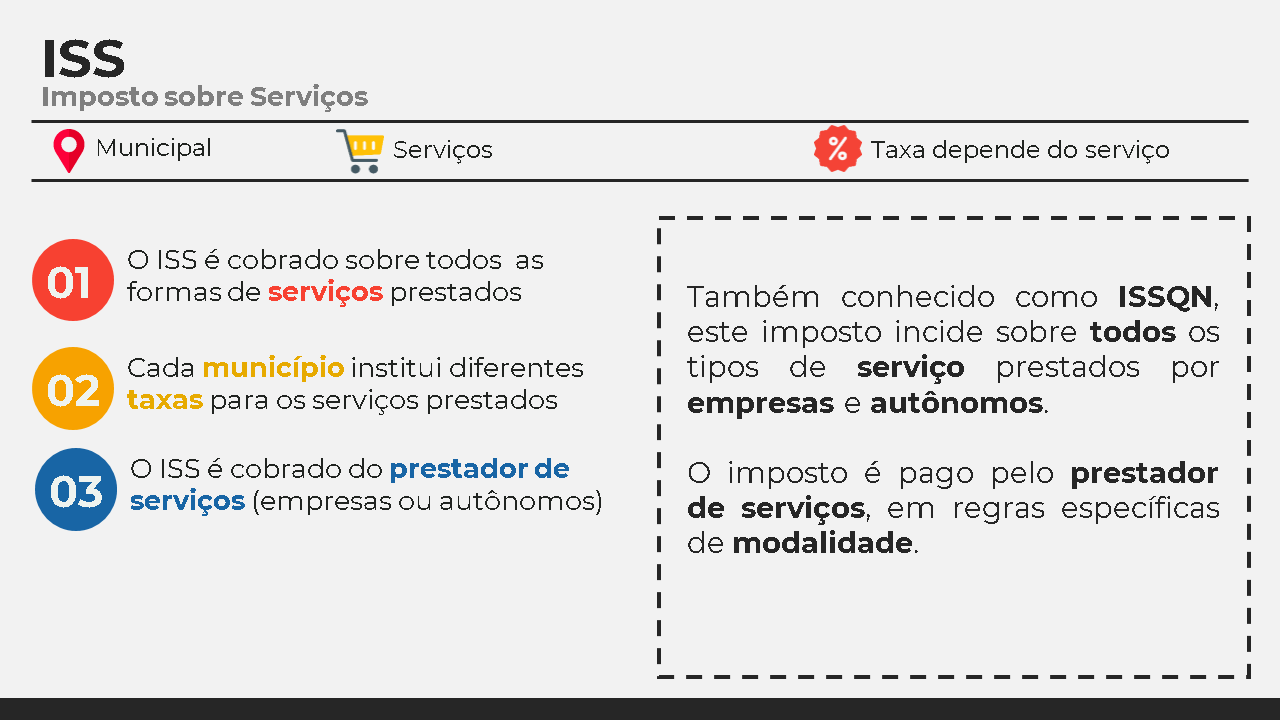 ISS
Imposto sobre Serviços
Municipal
Serviços
%
Taxa depende do serviço
01
O ISS é cobrado sobre todos as
formas de serviços prestados
02
Cada município institui diferentes
taxas para os serviços prestados
03
O ISS é cobrado do prestador de
serviços (empresas ou autônomos)
Também conhecido como ISSQN,
este imposto incide sobre todos os
tipos de serviço prestados por
empresas e autônomos.
O imposto é pago pelo prestador
de serviços, em regras específicas
de modalidade.